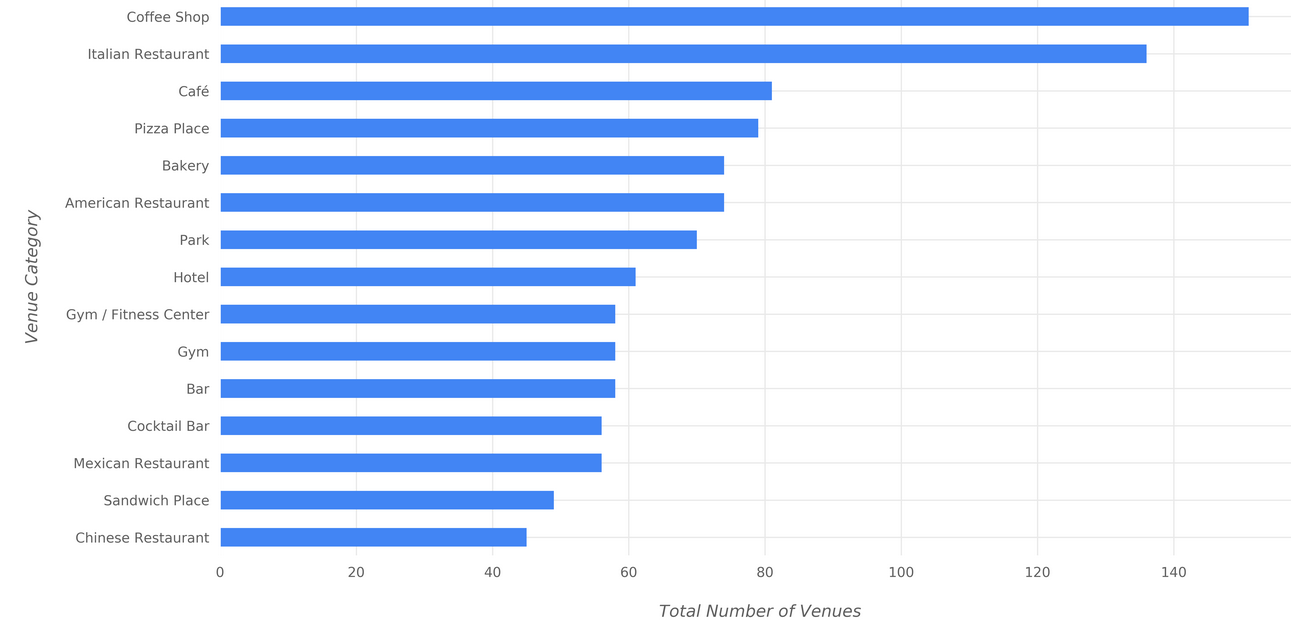 Coffee Shop
Italian Restaurant
Café
Pizza Place
Bakery
American Restaurant
Park
Hotel
Gym / Fitness Center
Gym
Bar
Cocktail Bar
Mexican Restaurant
Sandwich Place
Chinese Restaurant
Venue Category
0 20 40 60 80 100 120 140
Total Number of Venues